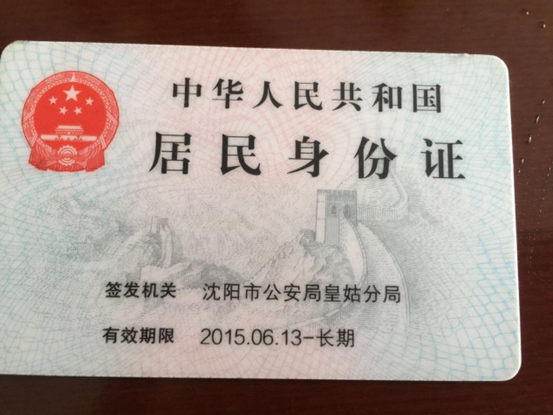 中华人民共和国
居民身份证
签发机关 沈阳市公安局皇姑分局
有效期限 2015.06.13-长期